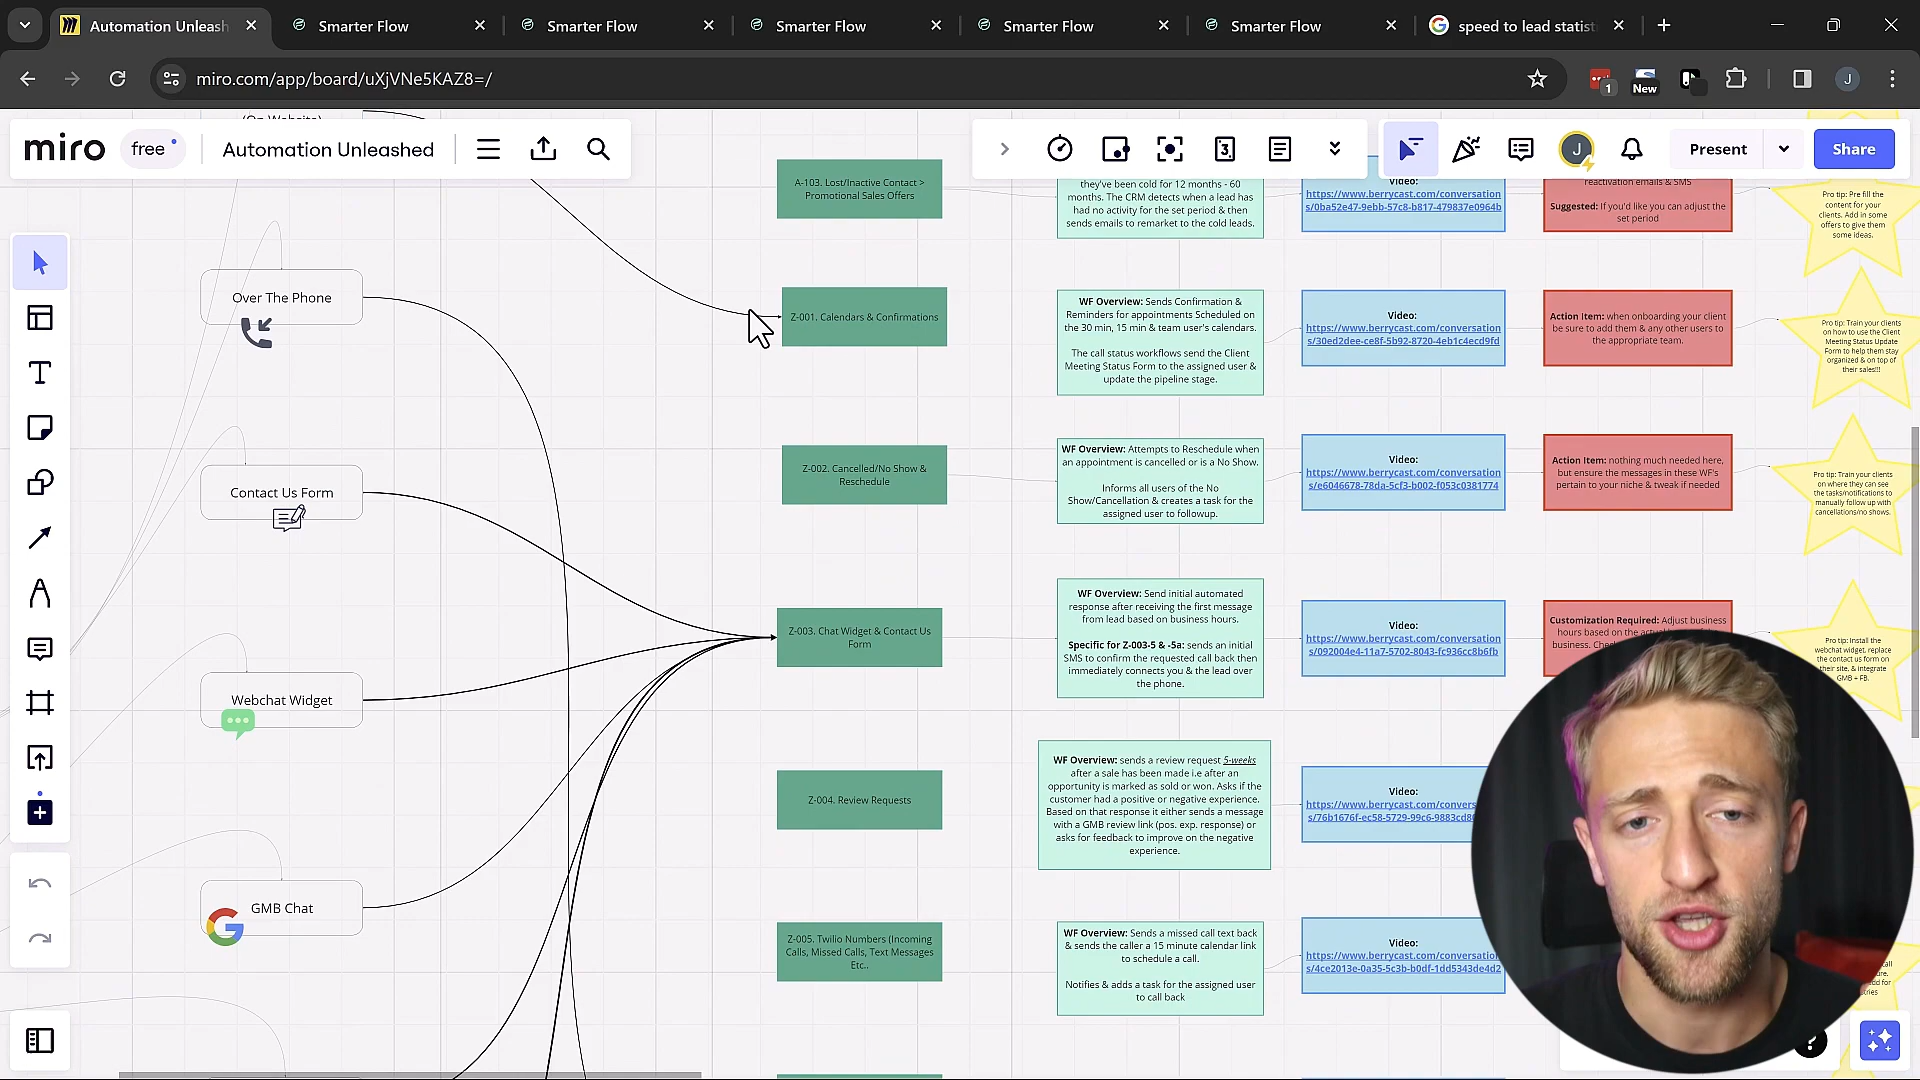 Automation Unleash
Smarter Flow
Smarter Flow
Smarter Flow
Smarter Flow
Smarter Flow
speed to lead statist
miro.com/app/board/uXjVNe5KAZ8=/
1
New
J
(On Website)
miro
free
Automation Unleashed
3
J
Present
Share
A-103. Lost/Inactive Contact >
Promotional Sales Offers
they've been cold for 12 months - 60
months. The CRM detects when a lead has
had no activity for the set period & then
sends emails to remarket to the cold leads.
Video:
https://www.berrycast.com/conversation
s/0ba52e47-9ebb-57c8-b817-479837e0964b
reactivation emails & SMS
Suggested: If you'd like you can adjust the
set period
Pro tip: Pre fill the
content for your
clients. Add in some
offers to give them
some ideas.
Over The Phone
Z-001. Calendars & Confirmations
WF Overview: Sends Confirmation &
Reminders for appointments Scheduled on
the 30 min, 15 min & team user's calendars.
The call status workflows send the Client
Meeting Status Form to the assigned user &
update the pipeline stage.
Video:
https://www.berrycast.com/conversation
s/30ed2dee-ce8f-5b92-8720-4eb1c4ecd9fd
Action Item: when onboarding your client
be sure to add them & any other users to
the appropriate team.
Pro tip: Train your clients
on how to use the Client
Meeting Status Update
Form to help them stay
organized & on top of
their sales!!!
Contact Us Form
Z-002. Cancelled/No Show &
Reschedule
WF Overview: Attempts to Reschedule when
an appointment is cancelled or is a No Show.
Informs all users of the No
Show/Cancellation & creates a task for the
assigned user to followup.
Video:
https://www.berrycast.com/conversation
s/e6046678-78da-5cf3-b002-f053c0381774
Action Item: nothing much needed here,
but ensure the messages in these WF's
pertain to your niche & tweak if needed
Pro tip: Train your clients
on where they can see
the tasks/notifications to
manually follow up with
cancellations/no shows.
Webchat Widget
Z-003. Chat Widget & Contact Us
Form
WF Overview: Send initial automated
response after receiving the first message
from lead based on business hours.
Specific for Z-003-5 & -5a: sends an initial
SMS to confirm the requested call back then
immediately connects you & the lead over
the phone.
Video:
https://www.berrycast.com/conversation
s/092004e4-11a7-5702-8043-fc936cc8b6fb
Customization Required: Adjust business
hours based on the
business.
Pro tip: Install the
webchat widget, replace
the contact us form on
their site. & integrate
GMB + FB.
GMB Chat
Z-004. Review Requests
WF Overview: sends a review request 5-weeks
after a sale has been made i.e after an
opportunity is marked as sold or won. Asks if the
customer had a positive or negative experience.
Based on that response it either sends a message
with a GMB review link (pos. exp. response) or
asks for feedback to improve on the negative
experience.
Video:
https://www.berrycast.com/convers
s/76b1676f-ec58-5729-99c6-9883cd8
Z-005. Twilio Numbers (Incoming
Calls, Missed Calls, Text Messages
Etc..
WF Overview: Sends a missed call text back
& sends the caller a 15 minute calendar link
to schedule a call.
Notifies & adds a task for the assigned user
to call back
Video:
https://www.berrycast.com/conversation
s/4ce2013e-0a35-5c3b-b0df-1dd5343de4d2
?